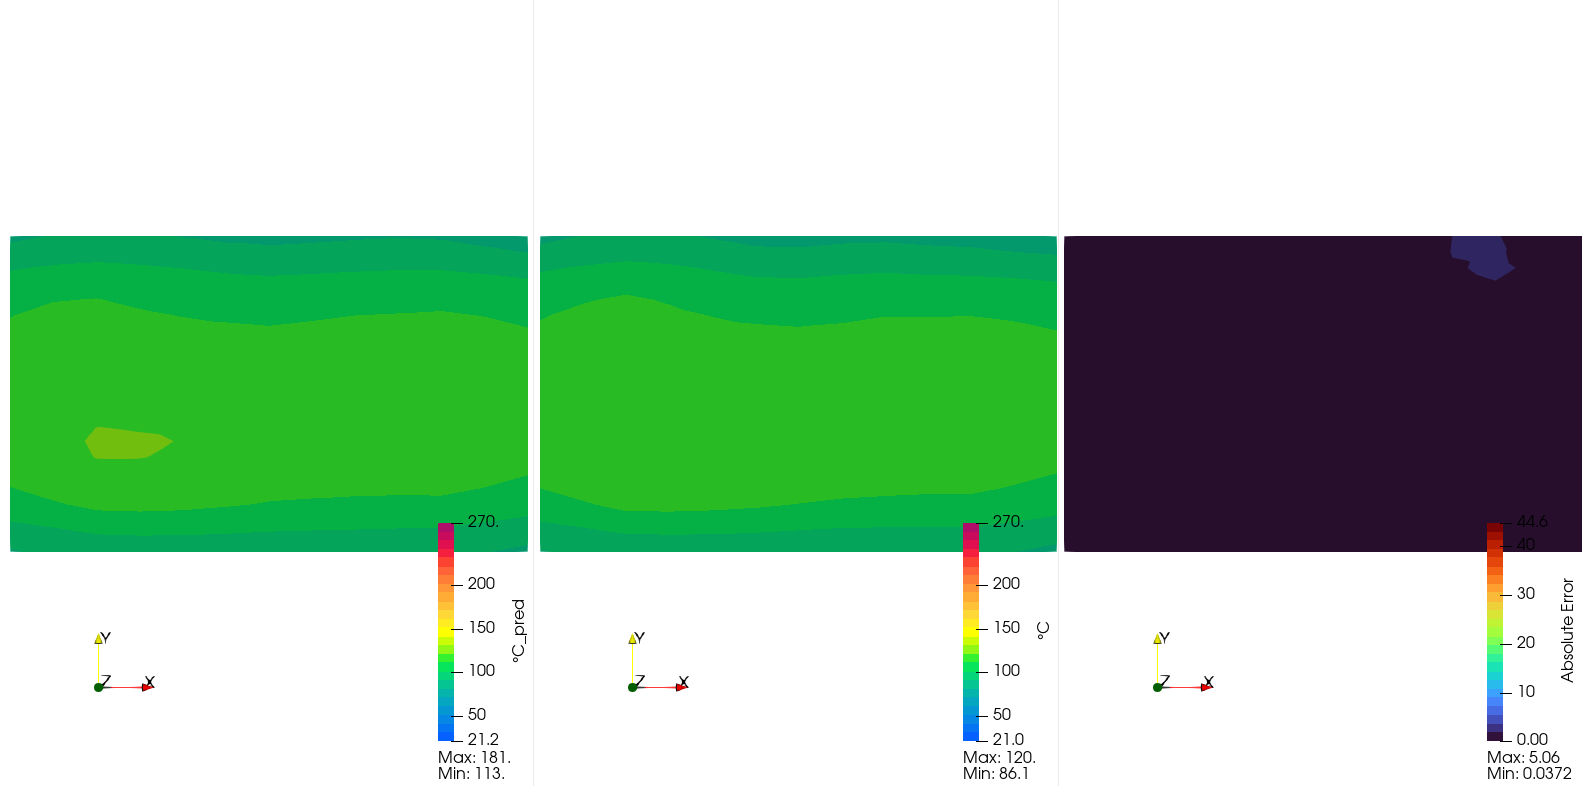 270.
200
150
100
50
21.2
°C_pred
Max: 181.
Min: 113.
Y
Z
X
270.
200
150
100
50
21.0
°C
Max: 120.
Min: 86.1
Y
Z
X
44.6
40
30
20
10
0.00
Absolute Error
Max: 5.06
Min: 0.0372
Y
Z
X